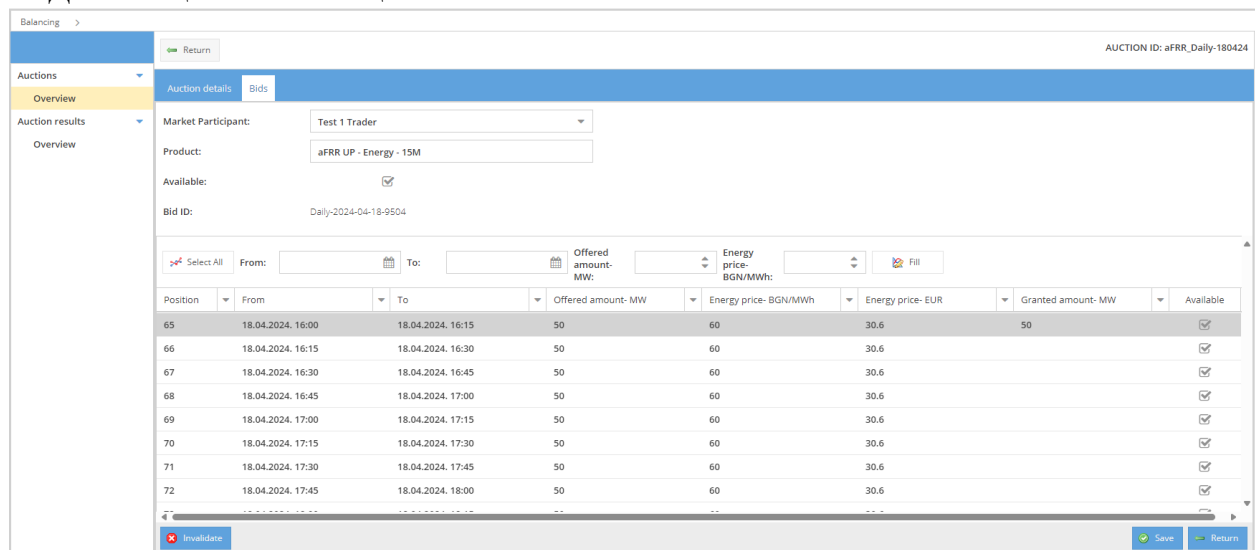 Balancing >
Return
AUCTION ID: aFRR_Daily-180424
Auctions
Overview
Auction results
Overview
Auction details Bids
Market Participant: Test 1 Trader
Product: aFRR UP - Energy - 15M
Available:
Bid ID: Daily-2024-04-18-9504
Select All From: To: Offered amount- MW: Energy price- BGN/MWh: Fill
Position From To Offered amount- MW Energy price- BGN/MWh Energy price- EUR Granted amount- MW Available
65 18.04.2024. 16:00 18.04.2024. 16:15 50 60 30.6 50
66 18.04.2024. 16:15 18.04.2024. 16:30 50 60 30.6
67 18.04.2024. 16:30 18.04.2024. 16:45 50 60 30.6
68 18.04.2024. 16:45 18.04.2024. 17:00 50 60 30.6
69 18.04.2024. 17:00 18.04.2024. 17:15 50 60 30.6
70 18.04.2024. 17:15 18.04.2024. 17:30 50 60 30.6
71 18.04.2024. 17:30 18.04.2024. 17:45 50 60 30.6
72 18.04.2024. 17:45 18.04.2024. 18:00 50 60 30.6
Invalidate Save Return